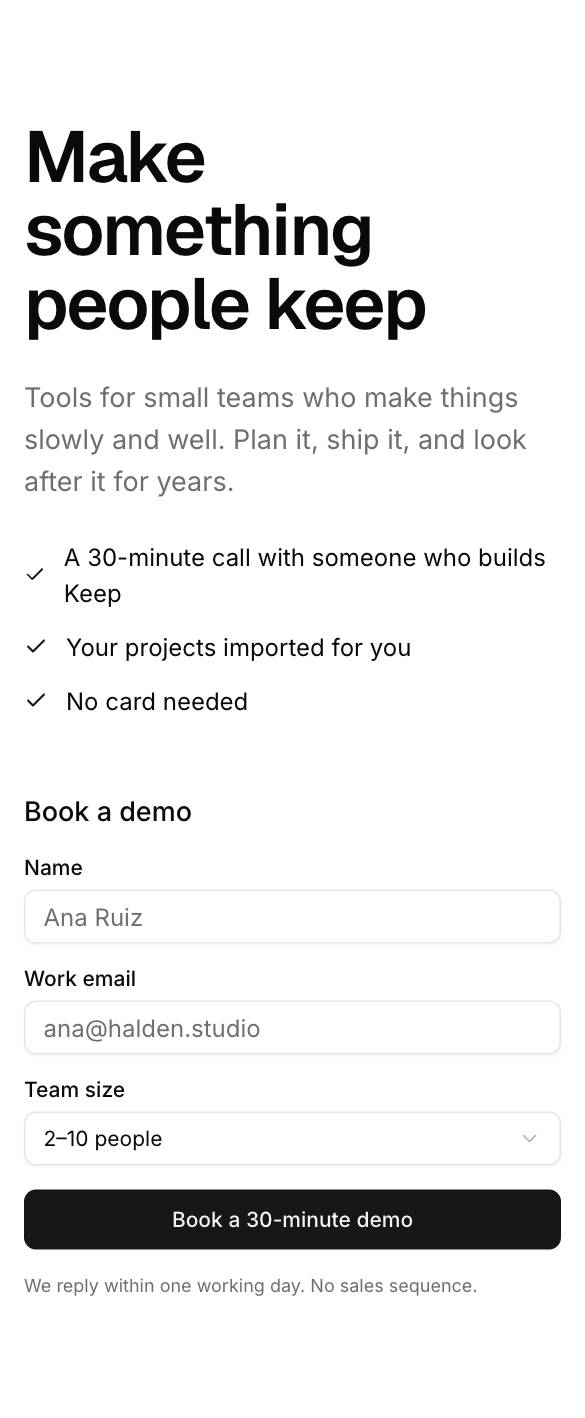 Make
something
people keep
Tools for small teams who make things
slowly and well. Plan it, ship it, and look
after it for years.
A 30-minute call with someone who builds
Keep
Your projects imported for you
No card needed
Book a demo
Name
Ana Ruiz
Work email
ana@halden.studio
Team size
2–10 people
Book a 30-minute demo
We reply within one working day. No sales sequence.